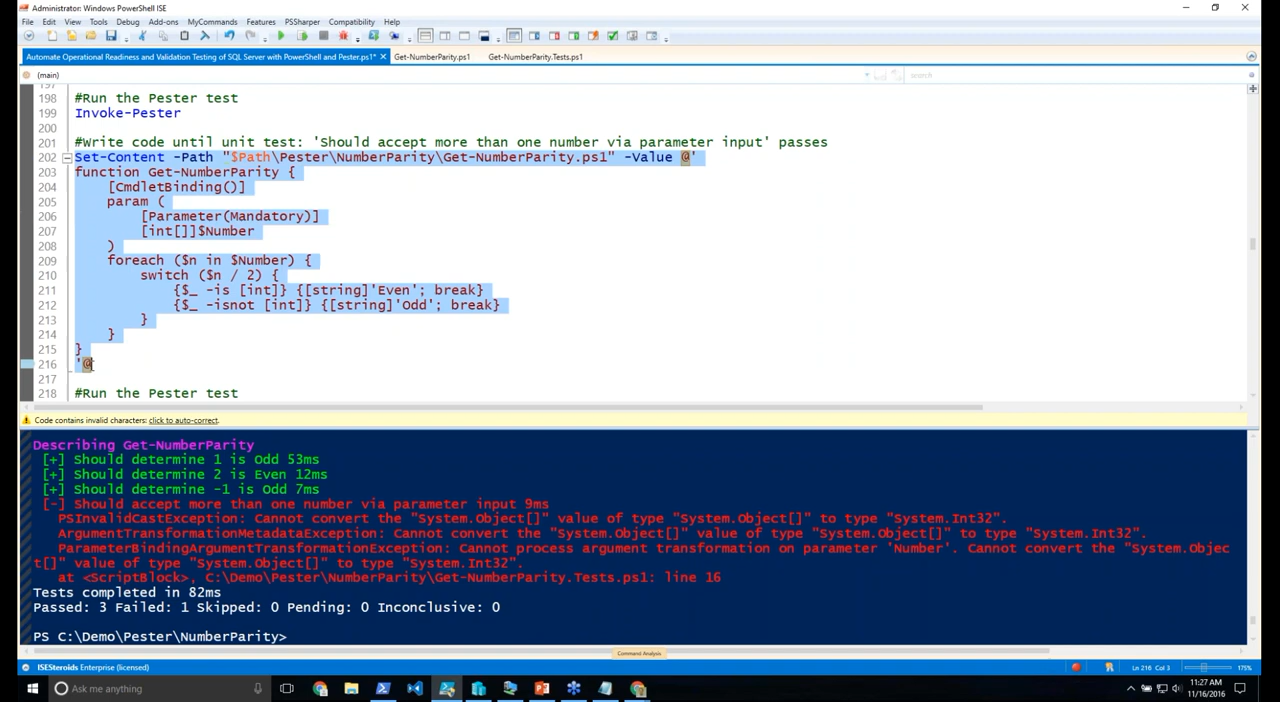 Administrator: Windows PowerShell ISE
File Edit View Tools Debug Add-ons MyCommands Features PSSharper Compatibility Help
Automate Operational Readiness and Validation Testing of SQL Server with PowerShell and Pester.ps1* X Get-NumberParity.ps1 Get-NumberParity.Tests.ps1
(main) search
197
198 #Run the Pester test
199 Invoke-Pester
200
201 #Write code until unit test: 'Should accept more than one number via parameter input' passes
202 Set-Content -Path "$Path\Pester\NumberParity\Get-NumberParity.ps1" -Value @'
203 function Get-NumberParity {
204 [CmdletBinding()]
205 param (
206 [Parameter(Mandatory)]
207 [int[]]$Number
208 )
209 foreach ($n in $Number) {
210 switch ($n / 2) {
211 {$_ -is [int]} {[string]'Even'; break}
212 {$_ -isnot [int]} {[string]'Odd'; break}
213 }
214 }
215 }
216 '@
217
218 #Run the Pester test
Code contains invalid characters: click to auto-correct.
Describing Get-NumberParity
[+] Should determine 1 is Odd 53ms
[+] Should determine 2 is Even 12ms
[+] Should determine -1 is Odd 7ms
[-] Should accept more than one number via parameter input 9ms
PSInvalidCastException: Cannot convert the "System.Object[]" value of type "System.Object[]" to type "System.Int32".
ArgumentTransformationMetadataException: Cannot convert the "System.Object[]" value of type "System.Object[]" to type "System.Int32".
ParameterBindingArgumentTransformationException: Cannot process argument transformation on parameter 'Number'. Cannot convert the "System.Objec
t[]" value of type "System.Object[]" to type "System.Int32".
at <ScriptBlock>, C:\Demo\Pester\NumberParity\Get-NumberParity.Tests.ps1: line 16
Tests completed in 82ms
Passed: 3 Failed: 1 Skipped: 0 Pending: 0 Inconclusive: 0
PS C:\Demo\Pester\NumberParity>
Command Analysis
ISESteroids Enterprise (licensed) Ln 216 Col 3 175%
Ask me anything
11:27 AM
11/16/2016